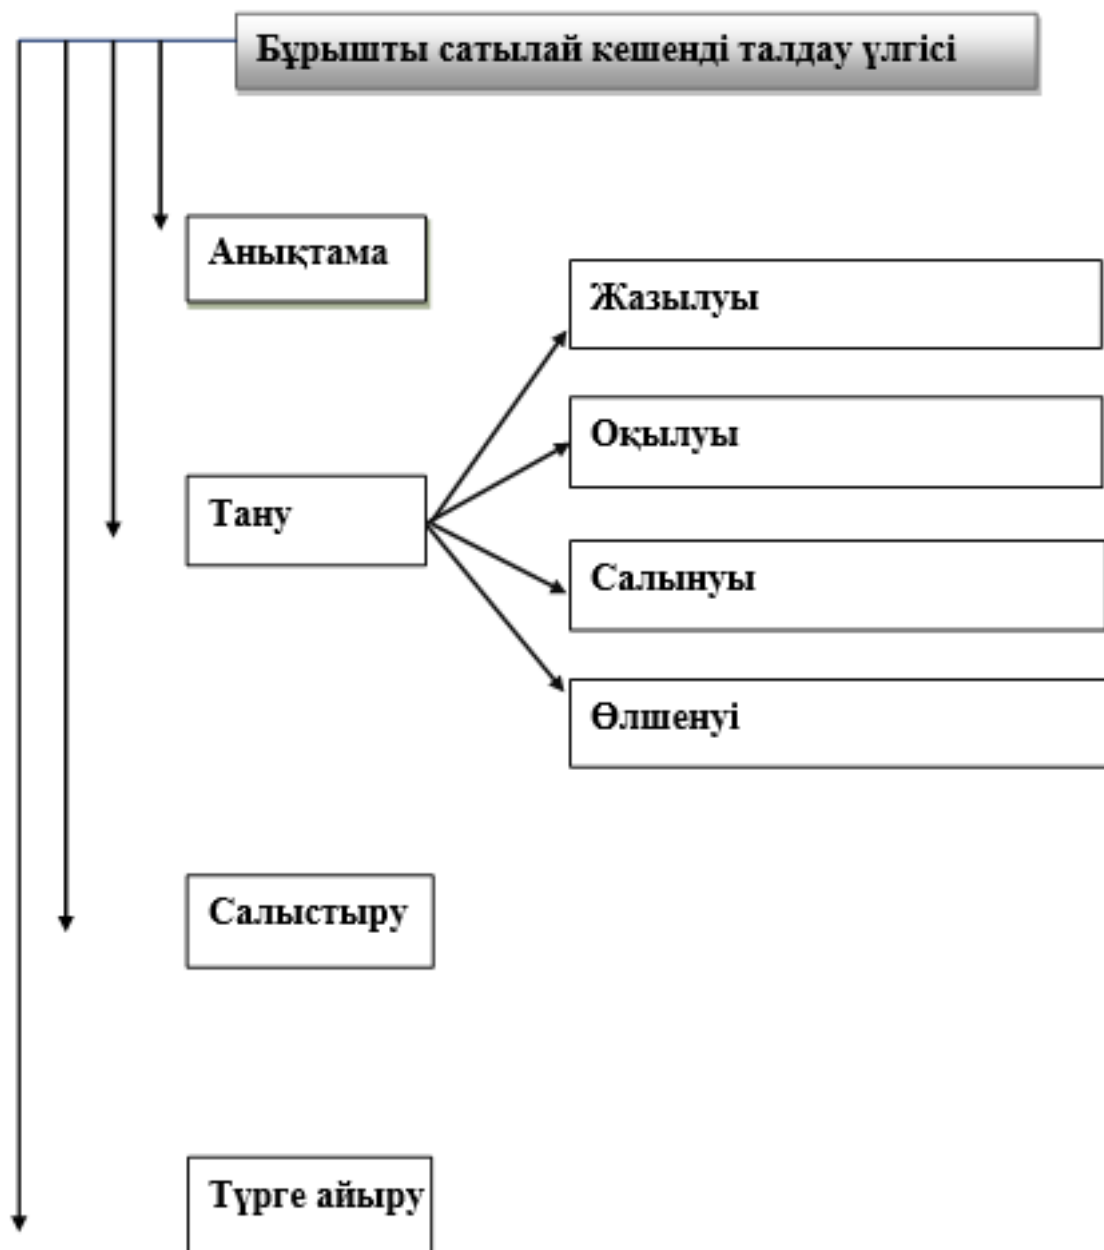 Бұрышты сатылай кешенді талдау үлгісі
Анықтама
Жазылуы
Оқылуы
Тану
Салынуы
Өлшенуі
Салыстыру
Түрге айыру